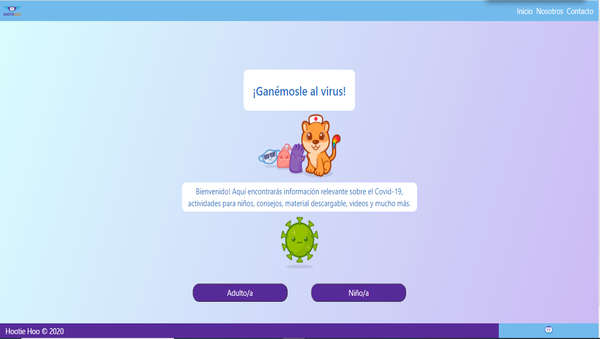 Inicio Nosotros Contacto
¡Ganémosle al virus!
Bienvenido! Aquí encontrarás información relevante sobre el Covid-19,
actividades para niños, consejos, material descargable, videos y mucho más.
Adulto/a
Niño/a
Hootie Hoo © 2020